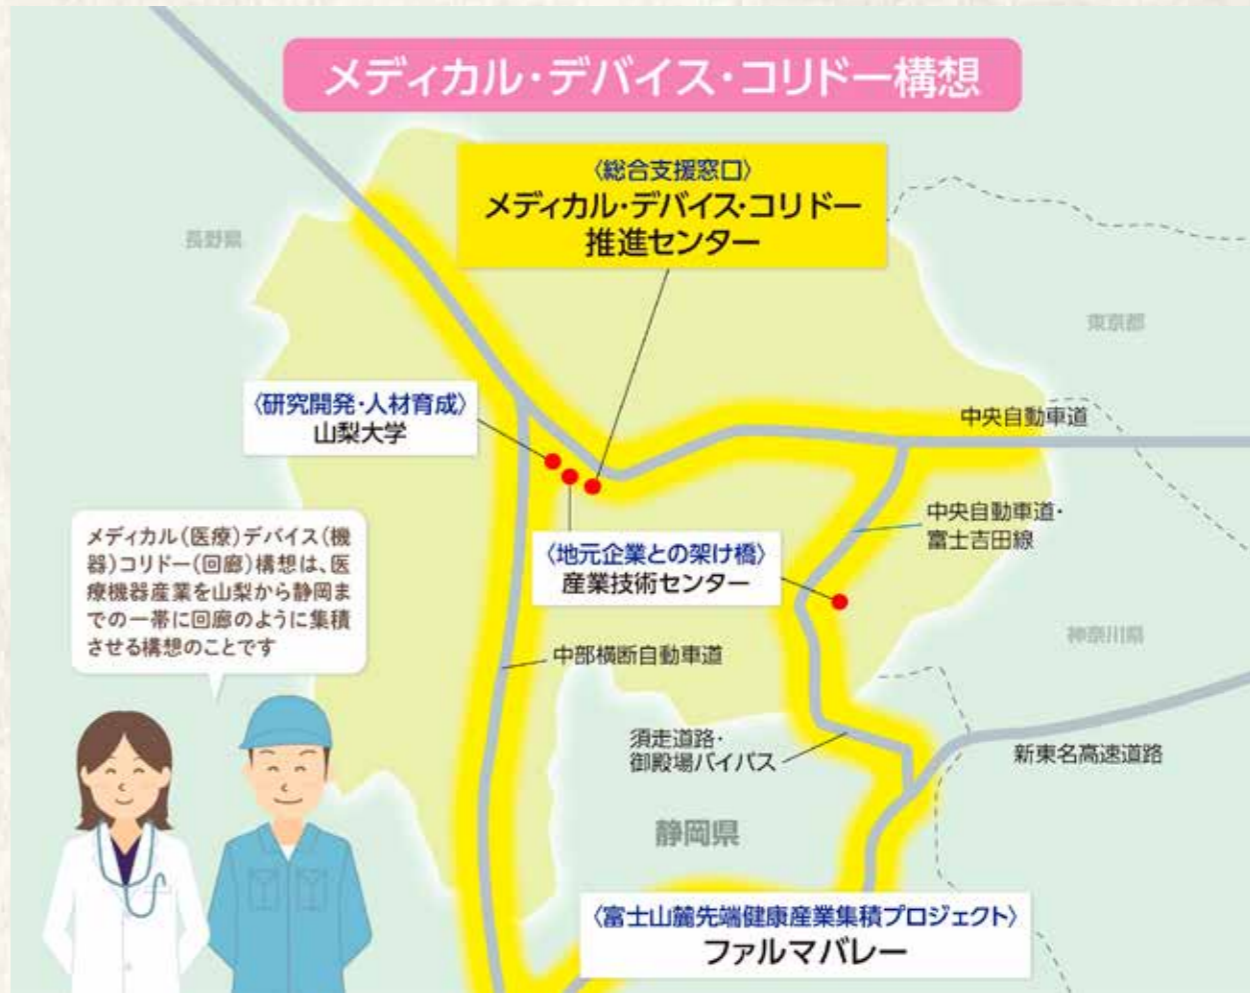 メディカル・デバイス・コリドー構想
〈総合支援窓口〉
メディカル・デバイス・コリドー
推進センター
長野県
東京都
〈研究開発・人材育成〉
山梨大学
中央自動車道
中央自動車道・
富士吉田線
メディカル(医療)デバイス(機
器)コリドー(回廊)構想は、医
療機器産業を山梨から静岡ま
での一帯に回廊のように集積
させる構想のことです
〈地元企業との架け橋〉
産業技術センター
神奈川県
中部横断自動車道
須走道路・
御殿場バイパス
新東名高速道路
静岡県
〈富士山麓先端健康産業集積プロジェクト〉
ファルマバレー